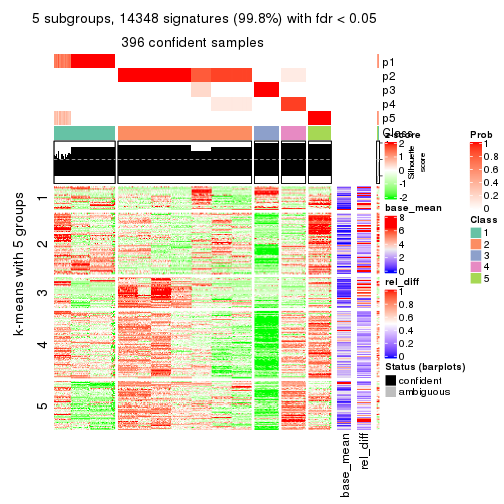 5 subgroups, 14348 signatures (99.8%) with fdr < 0.05
396 confident samples
p1
p2
p3
p4
p5
Class
Silhouette
score
k-means with 5 groups
1
2
3
4
5
base_mean
rel_diff
z-score
2
1
0
-1
-2
base_mean
8
6
4
2
0
rel_diff
1
0.8
0.6
0.4
0.2
0
Status (barplots)
confident
ambiguous
Prob
1
0.8
0.6
0.4
0.2
0
Class
1
2
3
4
5